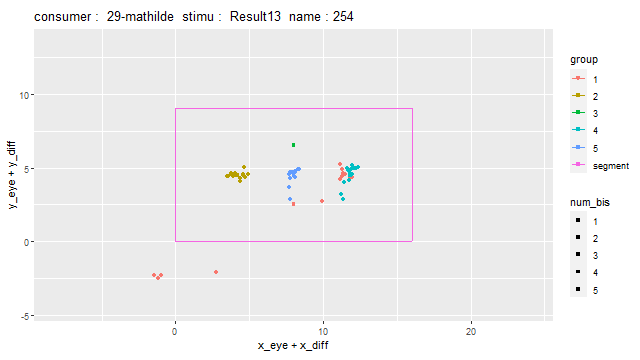 consumer :  29-mathilde  stimu :  Result13  name : 254
y_eye + y_diff
10
5
0
-5
0
10
20
x_eye + x_diff
group
1
2
3
4
5
segment
num_bis
1
2
3
4
5